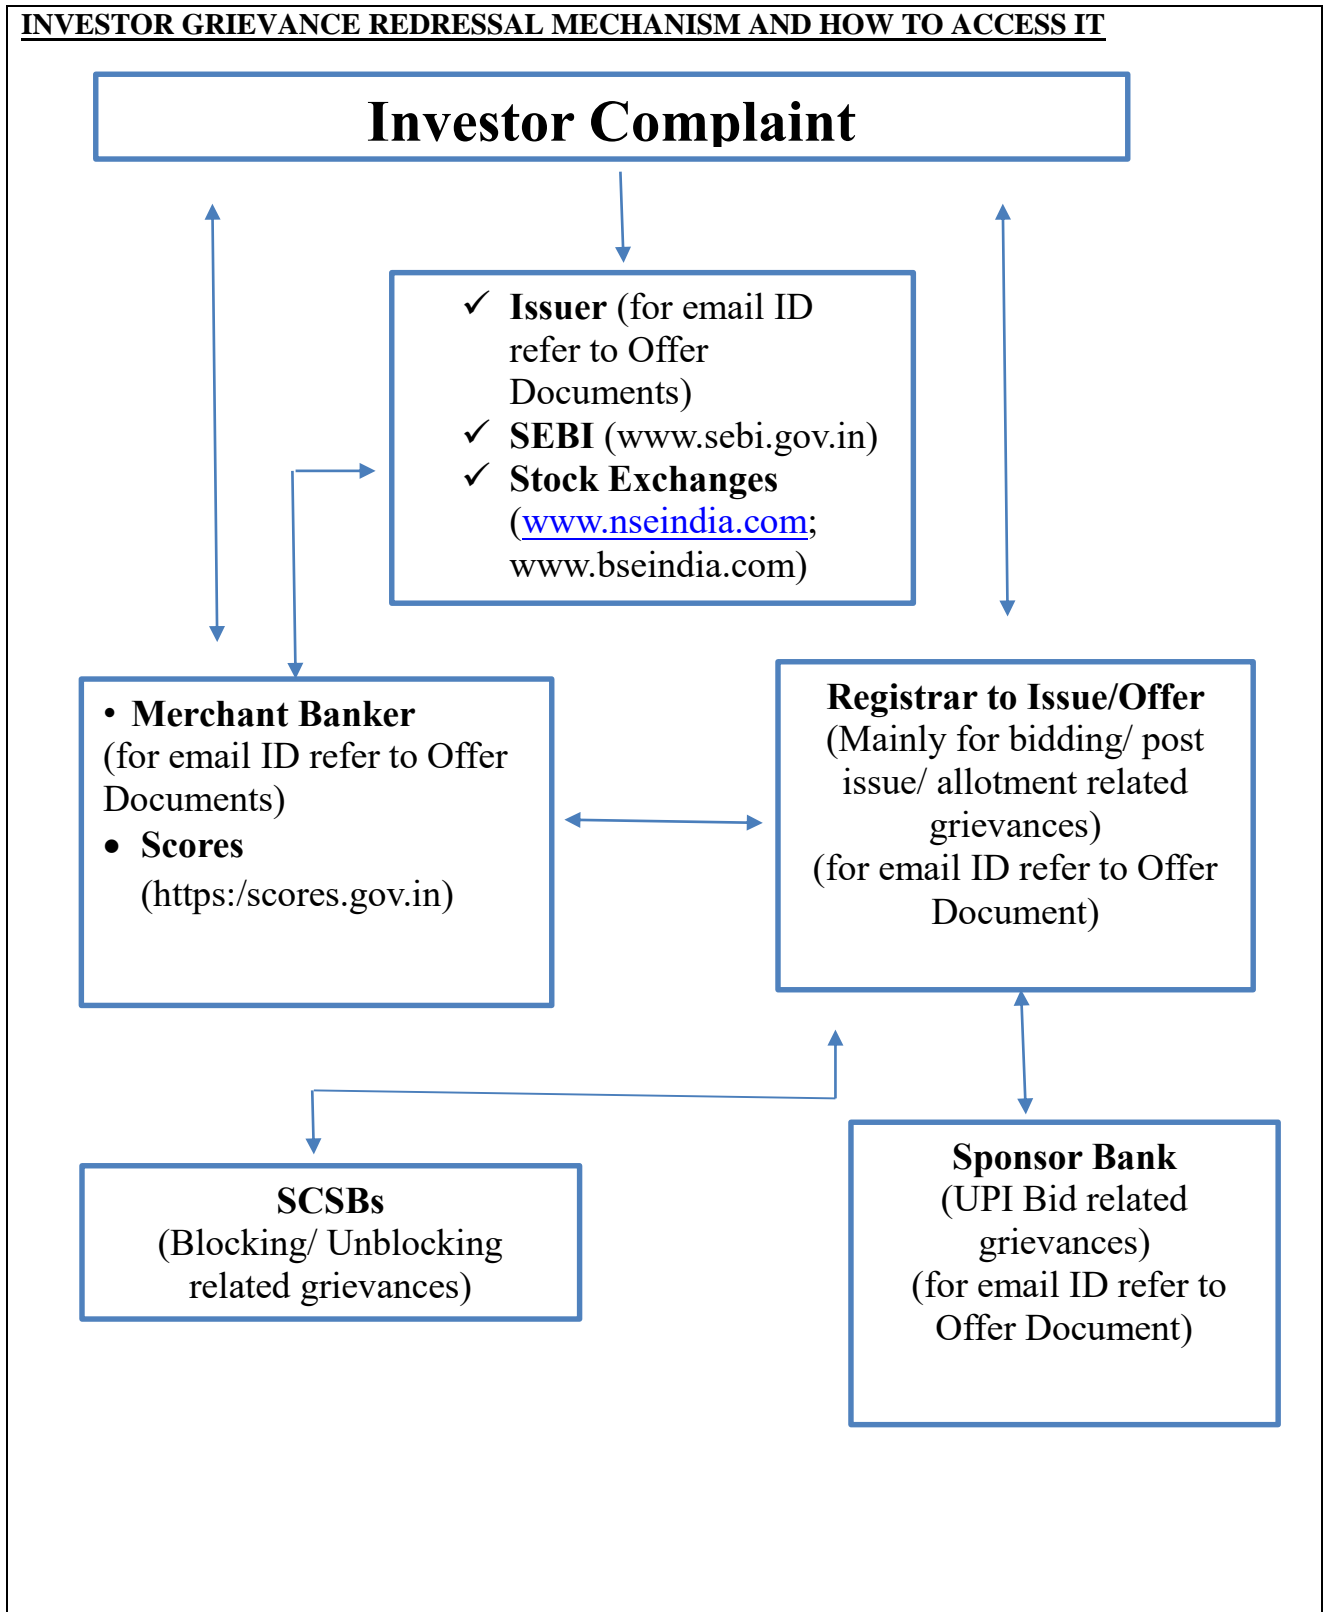 INVESTOR GRIEVANCE REDRESSAL MECHANISM AND HOW TO ACCESS IT
Investor Complaint
✓ Issuer (for email ID
refer to Offer
Documents)
✓ SEBI (www.sebi.gov.in)
✓ Stock Exchanges
(www.nseindia.com;
www.bseindia.com)
• Merchant Banker
(for email ID refer to Offer
Documents)
• Scores
(https:/scores.gov.in)
Registrar to Issue/Offer
(Mainly for bidding/ post
issue/ allotment related
grievances)
(for email ID refer to Offer
Document)
SCSBs
(Blocking/ Unblocking
related grievances)
Sponsor Bank
(UPI Bid related
grievances)
(for email ID refer to
Offer Document)